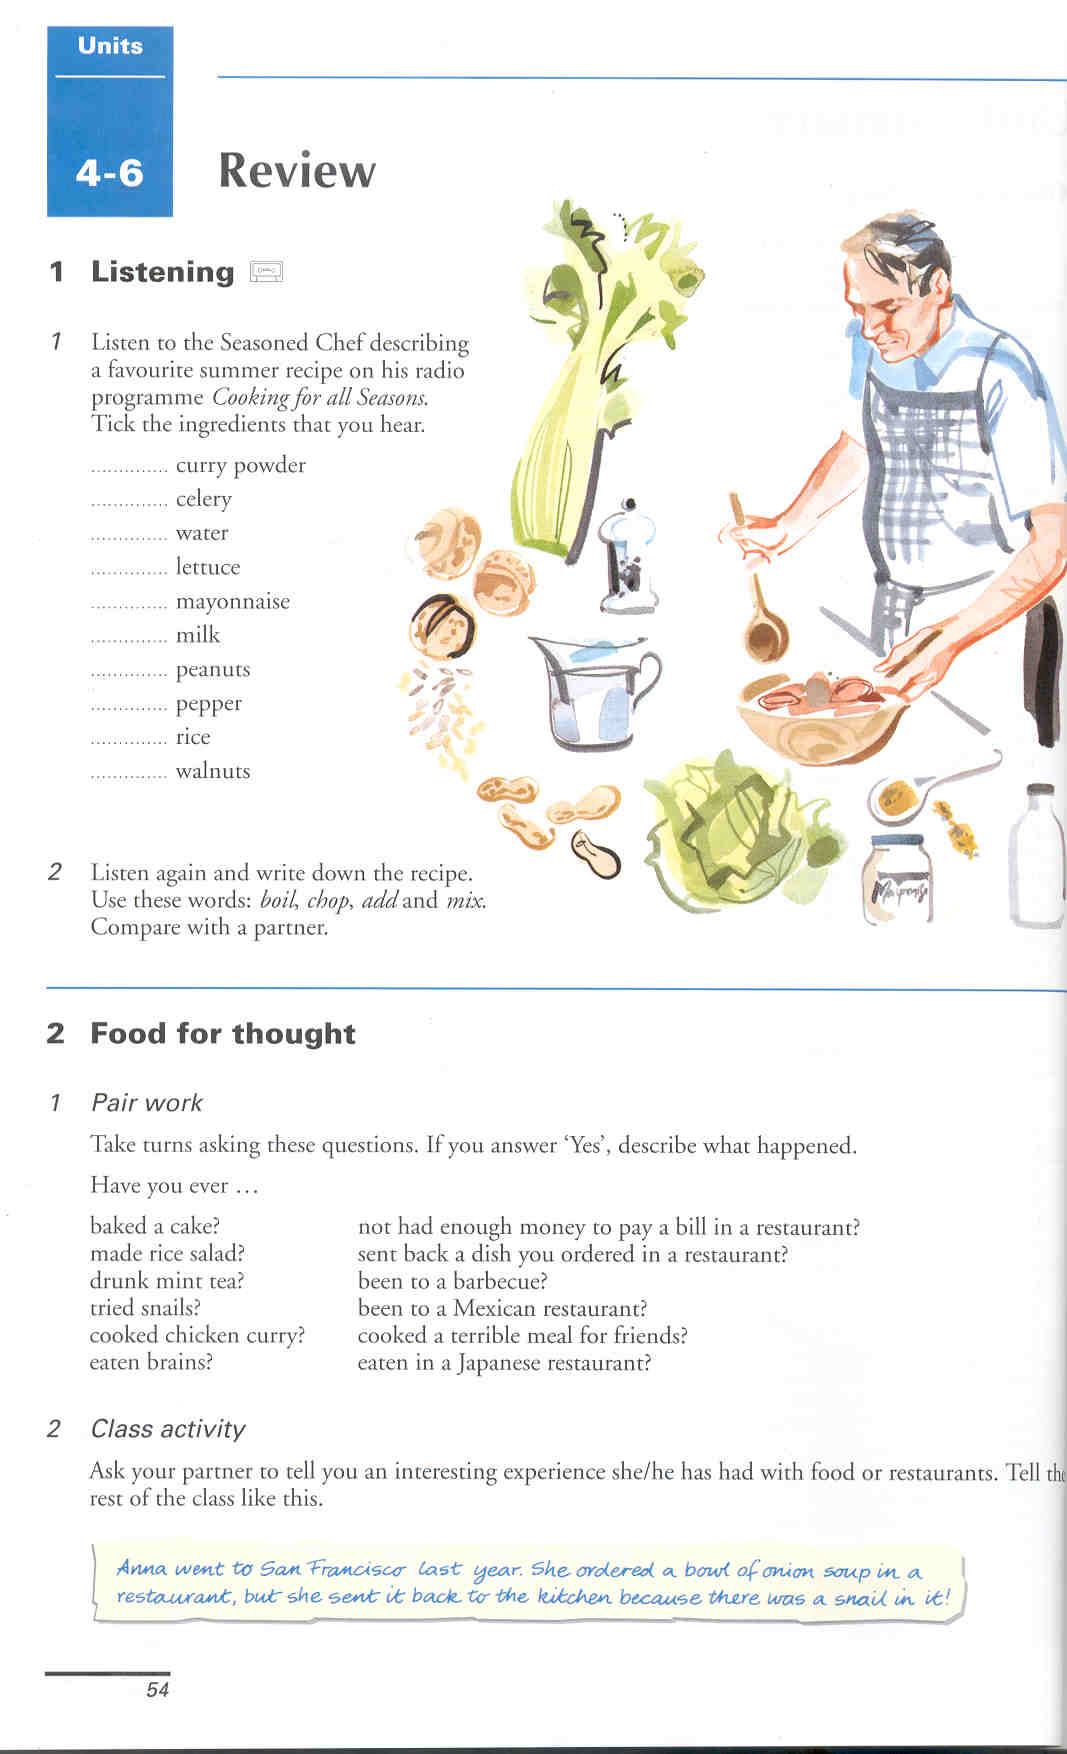 Units
4-6
Review
1 Listening
1 Listen to the Seasoned Chef describing
a favourite summer recipe on his radio
programme Cooking for all Seasons.
Tick the ingredients that you hear.
.............. curry powder
.............. celery
.............. water
.............. lettuce
.............. mayonnaise
.............. milk
.............. peanuts
.............. pepper
.............. rice
.............. walnuts
2 Listen again and write down the recipe.
Use these words: boil, chop, add and mix.
Compare with a partner.
2 Food for thought
1 Pair work
Take turns asking these questions. If you answer ‘Yes’, describe what happened.
Have you ever ...
baked a cake?
made rice salad?
drunk mint tea?
tried snails?
cooked chicken curry?
eaten brains?
not had enough money to pay a bill in a restaurant?
sent back a dish you ordered in a restaurant?
been to a barbecue?
been to a Mexican restaurant?
cooked a terrible meal for friends?
eaten in a Japanese restaurant?
2 Class activity
Ask your partner to tell you an interesting experience she/he has had with food or restaurants. Tell the
rest of the class like this.
Anna went to San Francisco last year. She ordered a bowl of onion soup in a
restaurant, but she sent it back to the kitchen because there was a snail in it!
54